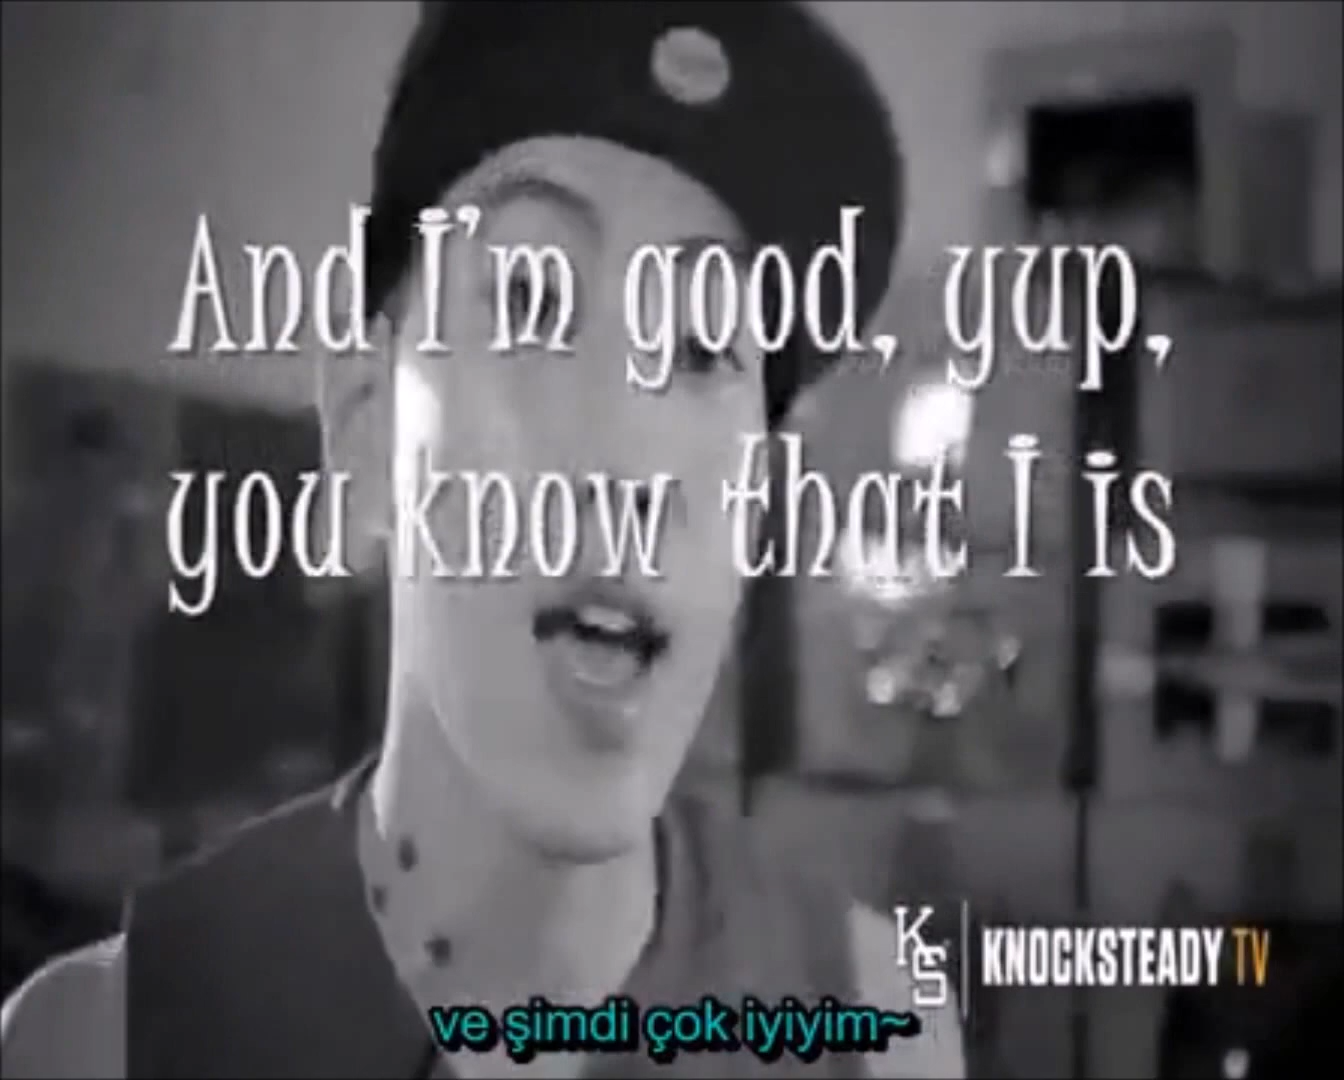 And I'm good, yup,
you know that I is
KS
KNOCKSTEADY TV
ve şimdi çok iyiyim~